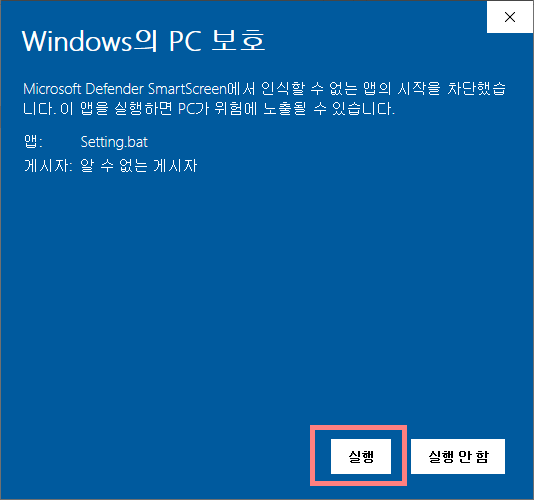 Windows의 PC 보호
Microsoft Defender SmartScreen에서 인식할 수 없는 앱의 시작을 차단했습
니다. 이 앱을 실행하면 PC가 위험에 노출될 수 있습니다.
앱: Setting.bat
게시자: 알 수 없는 게시자
실행 실행 안 함